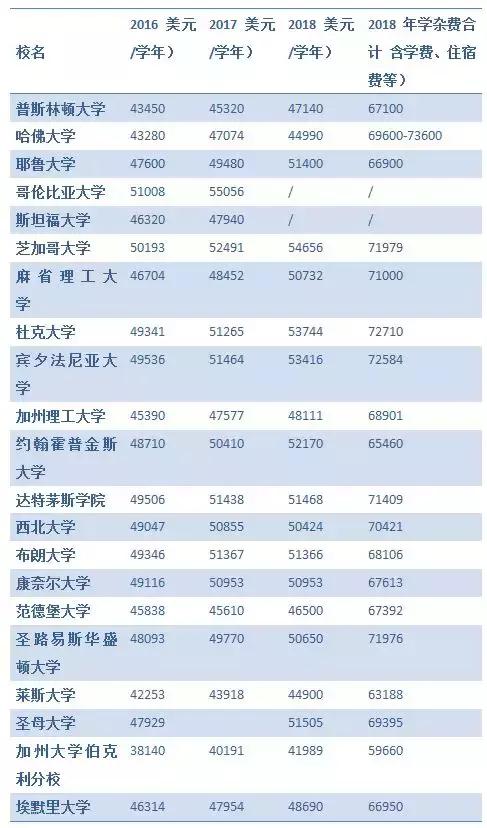 校名 2016 美元/学年） 2017 美元/学年） 2018 美元/学年） 2018 年学杂费合计 含学费、住宿费等）
普斯林顿大学 43450 45320 47140 67100
哈佛大学 43280 47074 44990 69600-73600
耶鲁大学 47600 49480 51400 66900
哥伦比亚大学 51008 55056 / /
斯坦福大学 46320 47940 / /
芝加哥大学 50193 52491 54656 71979
麻省理工大学 46704 48452 50732 71000
杜克大学 49341 51265 53744 72710
宾夕法尼亚大学 49536 51464 53416 72584
加州理工大学 45390 47577 48111 68901
约翰霍普金斯大学 48710 50410 52170 65460
达特茅斯学院 49506 51438 51468 71409
西北大学 49047 50855 50424 70421
布朗大学 49346 51367 51366 68106
康奈尔大学 49116 50953 50953 67613
范德堡大学 45838 45610 46500 67392
圣路易斯华盛顿大学 48093 49770 50650 71976
莱斯大学 42253 43918 44900 63188
圣母大学 47929 51505 69395
加州大学伯克利分校 38140 40191 41989 59660
埃默里大学 46314 47954 48690 66950